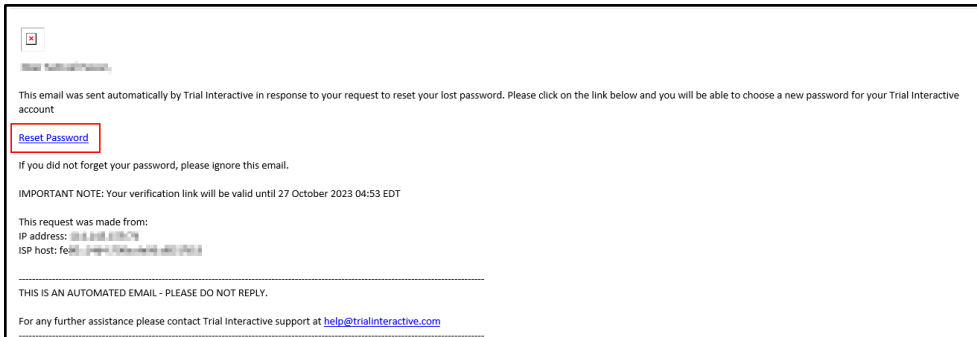 This email was sent automatically by Trial Interactive in response to your request to reset your lost password. Please click on the link below and you will be able to choose a new password for your Trial Interactive
account
Reset Password
If you did not forget your password, please ignore this email.
IMPORTANT NOTE: Your verification link will be valid until 27 October 2023 04:53 EDT
This request was made from:
IP address:
ISP host:
THIS IS AN AUTOMATED EMAIL - PLEASE DO NOT REPLY.
For any further assistance please contact Trial Interactive support at help@trialinteractive.com